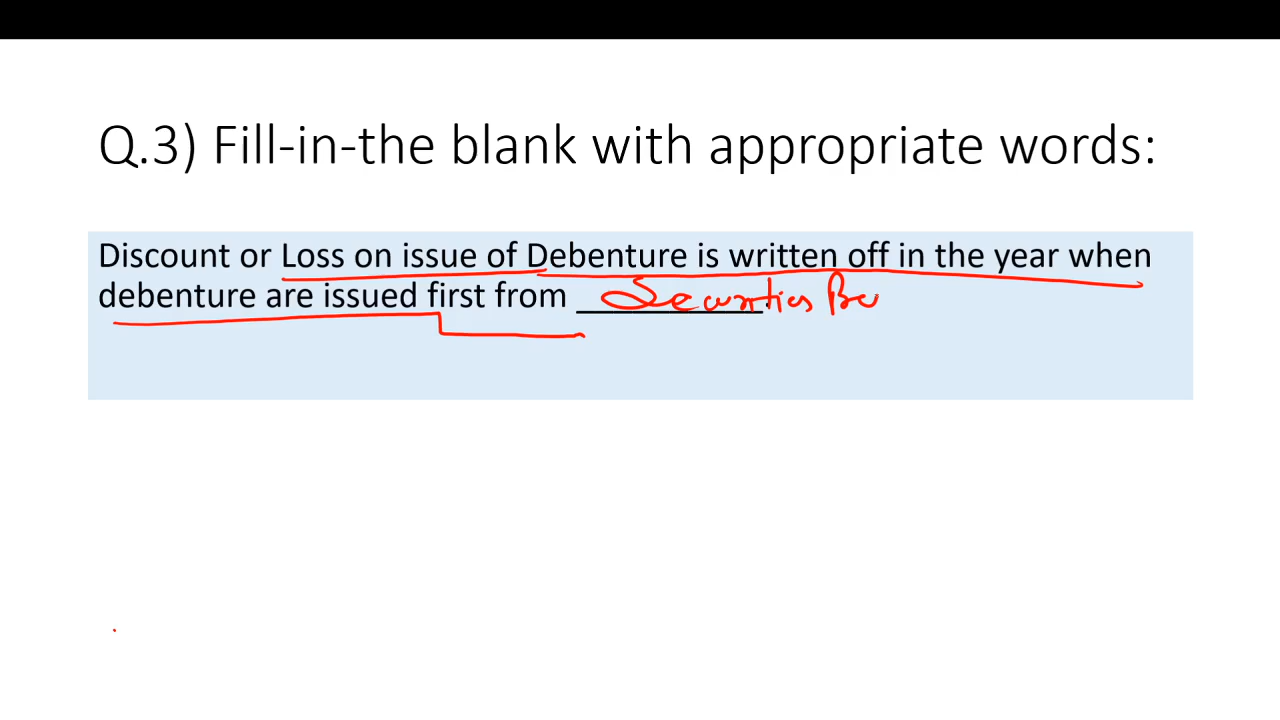 Q.3) Fill-in-the blank with appropriate words:
Discount or Loss on issue of Debenture is written off in the year when
debenture are issued first from Securities